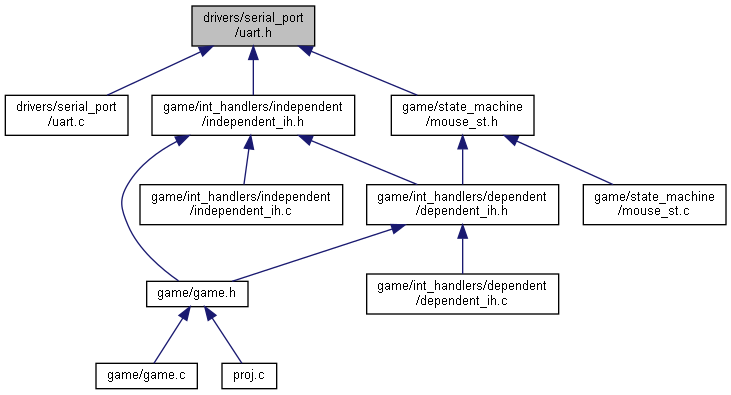 drivers/serial_port
/uart.h
drivers/serial_port
/uart.c
game/int_handlers/independent
/independent_ih.h
game/state_machine
/mouse_st.h
game/int_handlers/independent
/independent_ih.c
game/int_handlers/dependent
/dependent_ih.h
game/state_machine
/mouse_st.c
game/game.h
game/int_handlers/dependent
/dependent_ih.c
game/game.c
proj.c